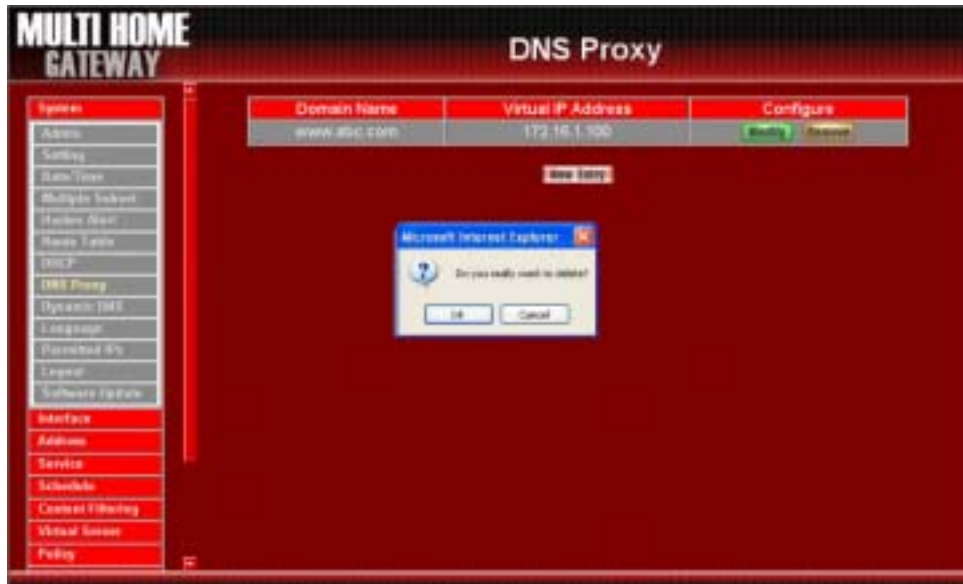 MULTI HOME
GATEWAY
DNS Proxy
System
Admin
Setting
Date/Time
Multiple Subnet
Hacker Alert
Route Table
DHCP
DNS Proxy
Dynamic DNS
Language
Permitted IPs
Logout
Software Update
Interface
Address
Service
Schedule
Content Filtering
Virtual Server
Policy
Domain Name Virtual IP Address Configure
www.abc.com 172.16.1.100 Modify Remove
New Entry
Microsoft Internet Explorer
Do you really want to delete?
OK Cancel